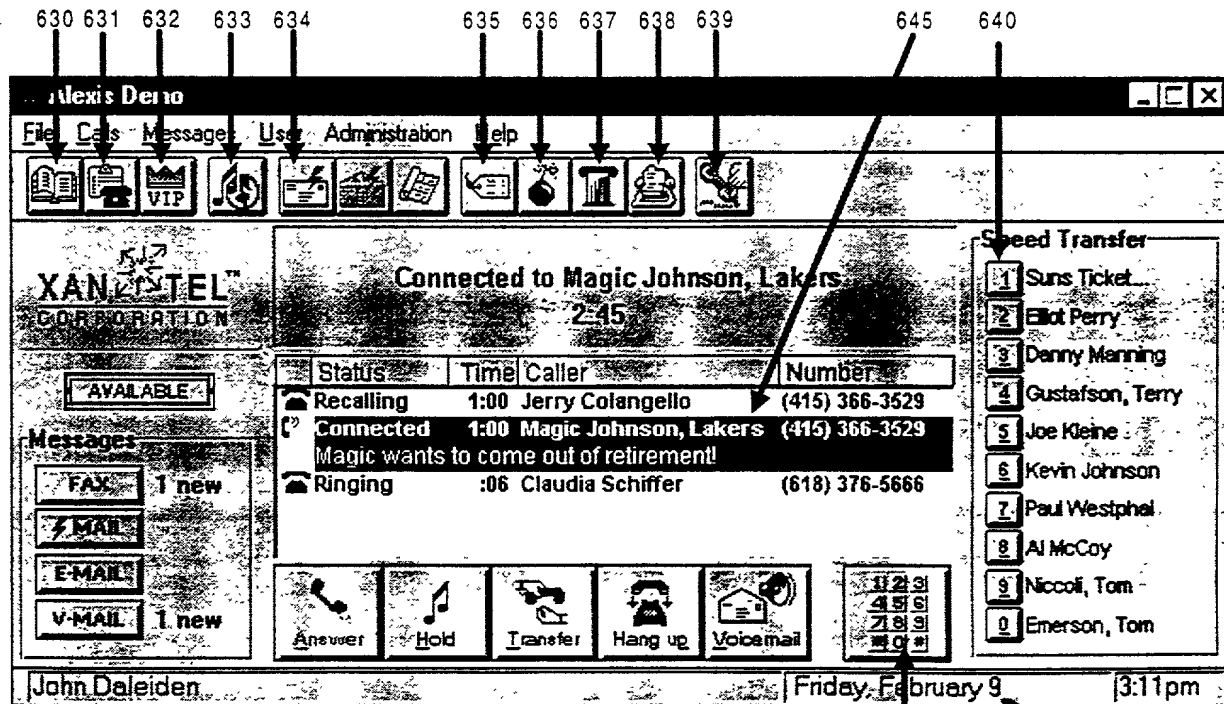 630 631 632 633 634 635 636 637 638 639 645 640
Alexis Demo
File Calls Messages User Administration Help
VIP
XANTEL™
CORPORATION
AVAILABLE
Messages
FAX 1 new
MAIL
E-MAIL
V-MAIL 1 new
Connected to Magic Johnson, Lakers
2:45
Status Time Caller Number
Recalling 1:00 Jerry Colangello (415) 366-3529
Connected 1:00 Magic Johnson, Lakers (415) 366-3529
Magic wants to come out of retirement!
Ringing :06 Claudia Schiffer (618) 376-5666
Answer Hold Transfer Hang up Voicemail
1 2 3
4 5 6
7 8 9
* 0 #
Speed Transfer
1 Suns Ticket...
2 Elliot Perry
3 Danny Manning
4 Gustafson, Terry
5 Joe Kleine
6 Kevin Johnson
7 Paul Westphal
8 Al McCoy
9 Niccoli, Tom
0 Emerson, Tom
John Daleiden Friday, February 9 3:11pm